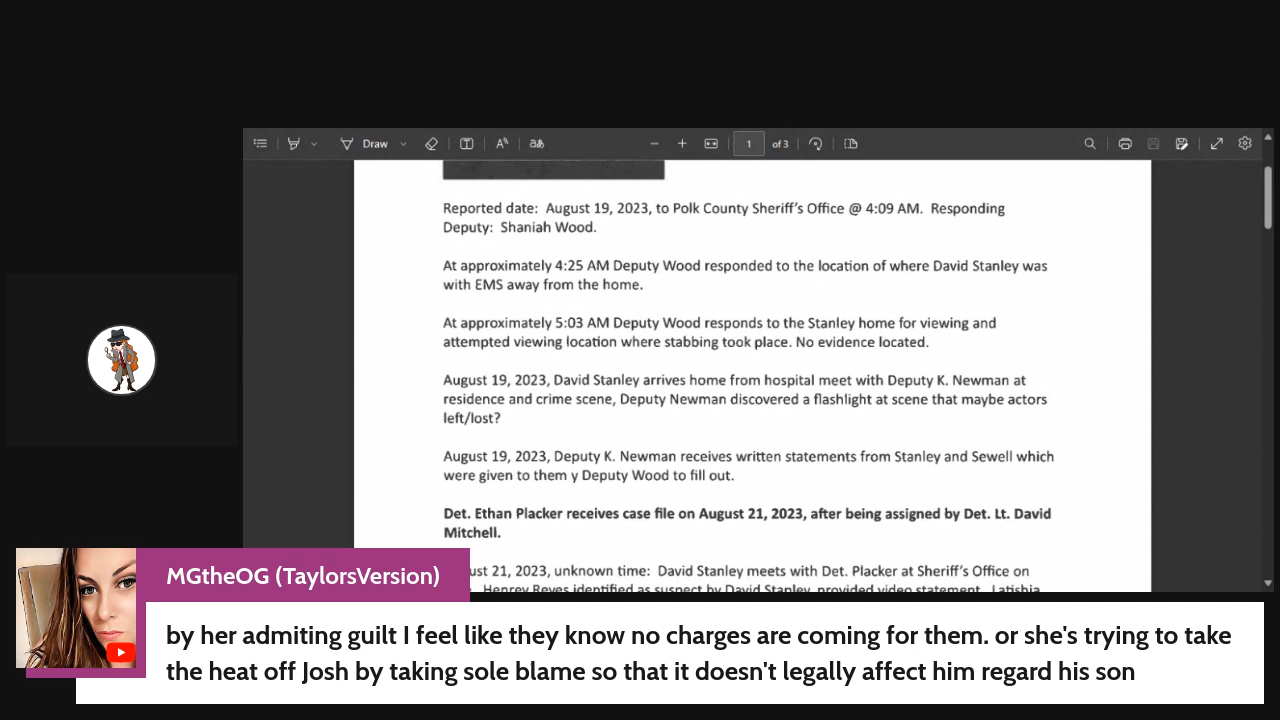 Draw
1
of 3
Reported date: August 19, 2023, to Polk County Sheriff's Office @ 4:09 AM. Responding
Deputy: Shaniah Wood.
At approximately 4:25 AM Deputy Wood responded to the location of where David Stanley was
with EMS away from the home.
At approximately 5:03 AM Deputy Wood responds to the Stanley home for viewing and
attempted viewing location where stabbing took place. No evidence located.
August 19, 2023, David Stanley arrives home from hospital meet with Deputy K. Newman at
residence and crime scene, Deputy Newman discovered a flashlight at scene that maybe actors
left/lost?
August 19, 2023, Deputy K. Newman receives written statements from Stanley and Sewell which
were given to them y Deputy Wood to fill out.
Det. Ethan Placker receives case file on August 21, 2023, after being assigned by Det. Lt. David
Mitchell.
ust 21, 2023, unknown time: David Stanley meets with Det. Placker at Sheriff's Office on
Henrey Reyes identified as suspect by David Stanley, provided video statement. Latishia
MGtheOG (TaylorsVersion)
by her admiting guilt I feel like they know no charges are coming for them. or she's trying to take
the heat off Josh by taking sole blame so that it doesn't legally affect him regard his son